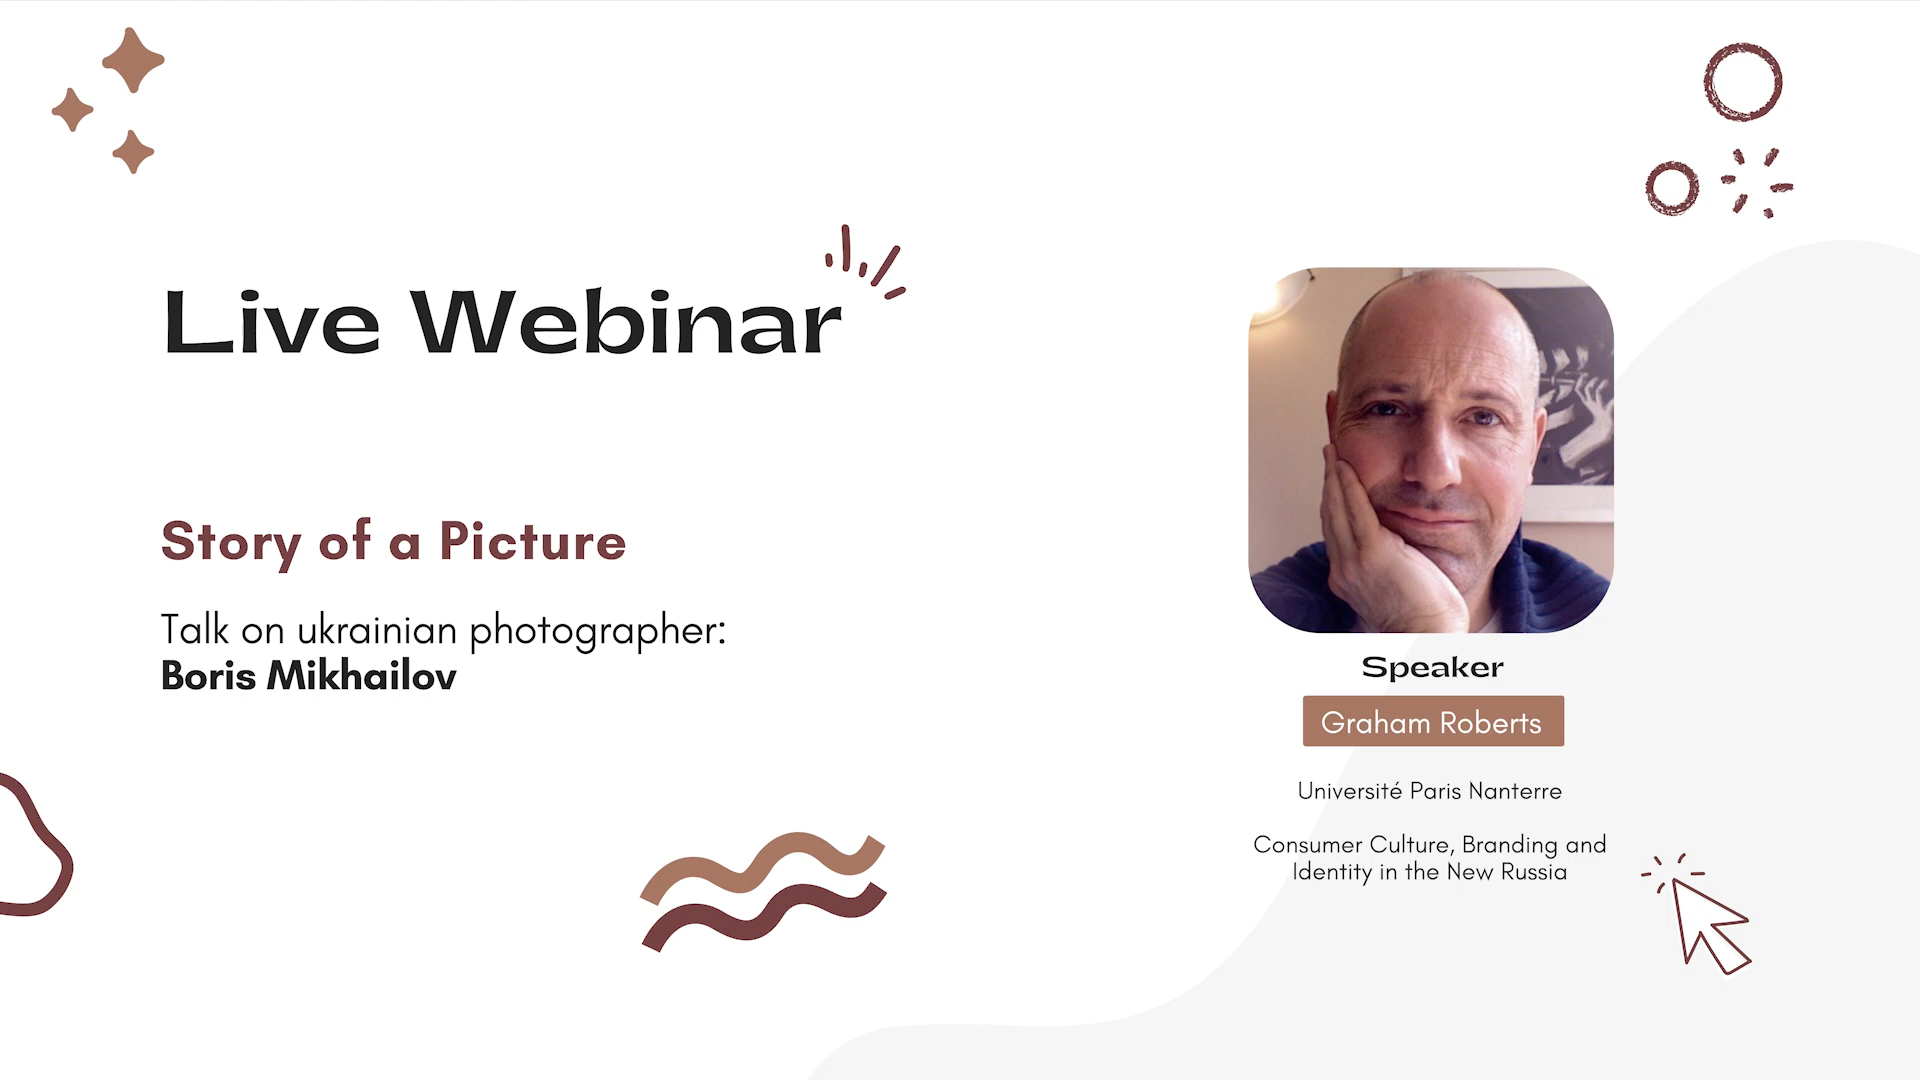 Live Webinar
Story of a Picture
Talk on ukrainian photographer:
Boris Mikhailov
Speaker
Graham Roberts
Université Paris Nanterre
Consumer Culture, Branding and
Identity in the New Russia